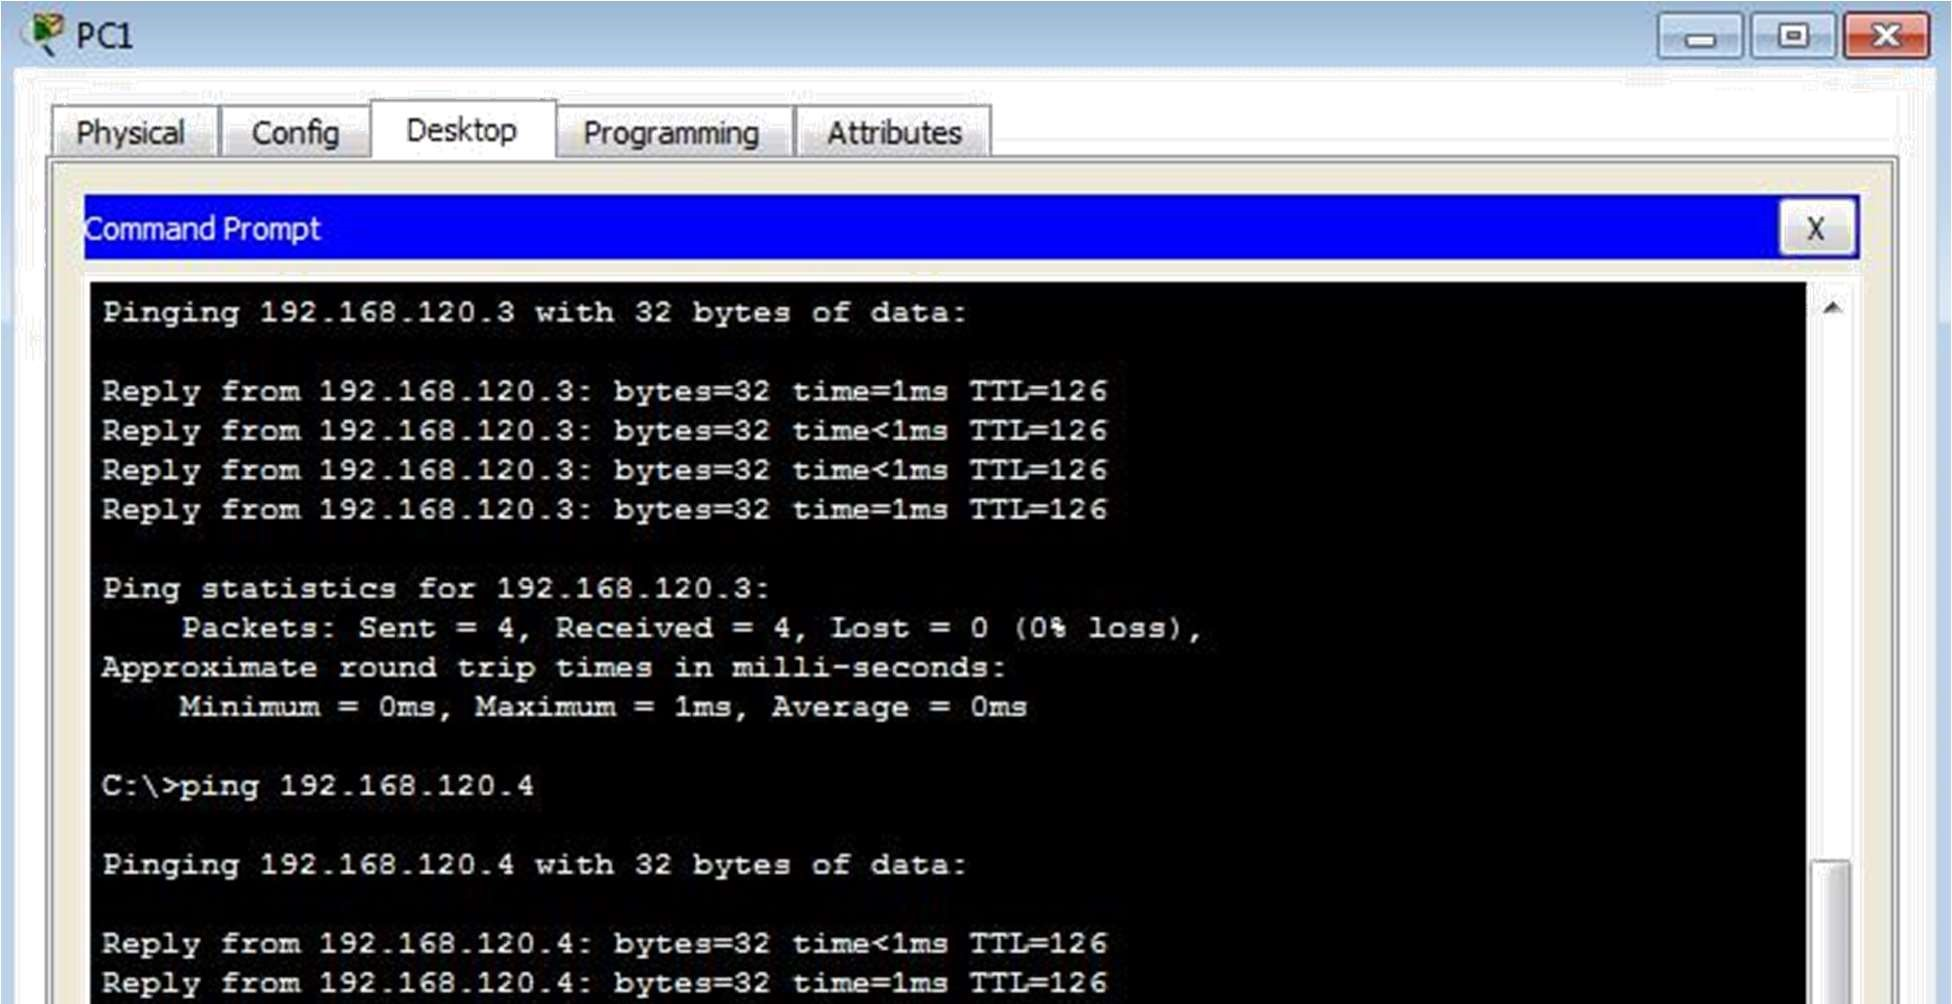 PC1
Physical Config Desktop Programming Attributes
Command Prompt X
Pinging 192.168.120.3 with 32 bytes of data:
Reply from 192.168.120.3: bytes=32 time=1ms TTL=126
Reply from 192.168.120.3: bytes=32 time<1ms TTL=126
Reply from 192.168.120.3: bytes=32 time<1ms TTL=126
Reply from 192.168.120.3: bytes=32 time=1ms TTL=126
Ping statistics for 192.168.120.3:
Packets: Sent = 4, Received = 4, Lost = 0 (0% loss),
Approximate round trip times in milli-seconds:
Minimum = 0ms, Maximum = 1ms, Average = 0ms
C:\>ping 192.168.120.4
Pinging 192.168.120.4 with 32 bytes of data:
Reply from 192.168.120.4: bytes=32 time<1ms TTL=126
Reply from 192.168.120.4: bytes=32 time=1ms TTL=126